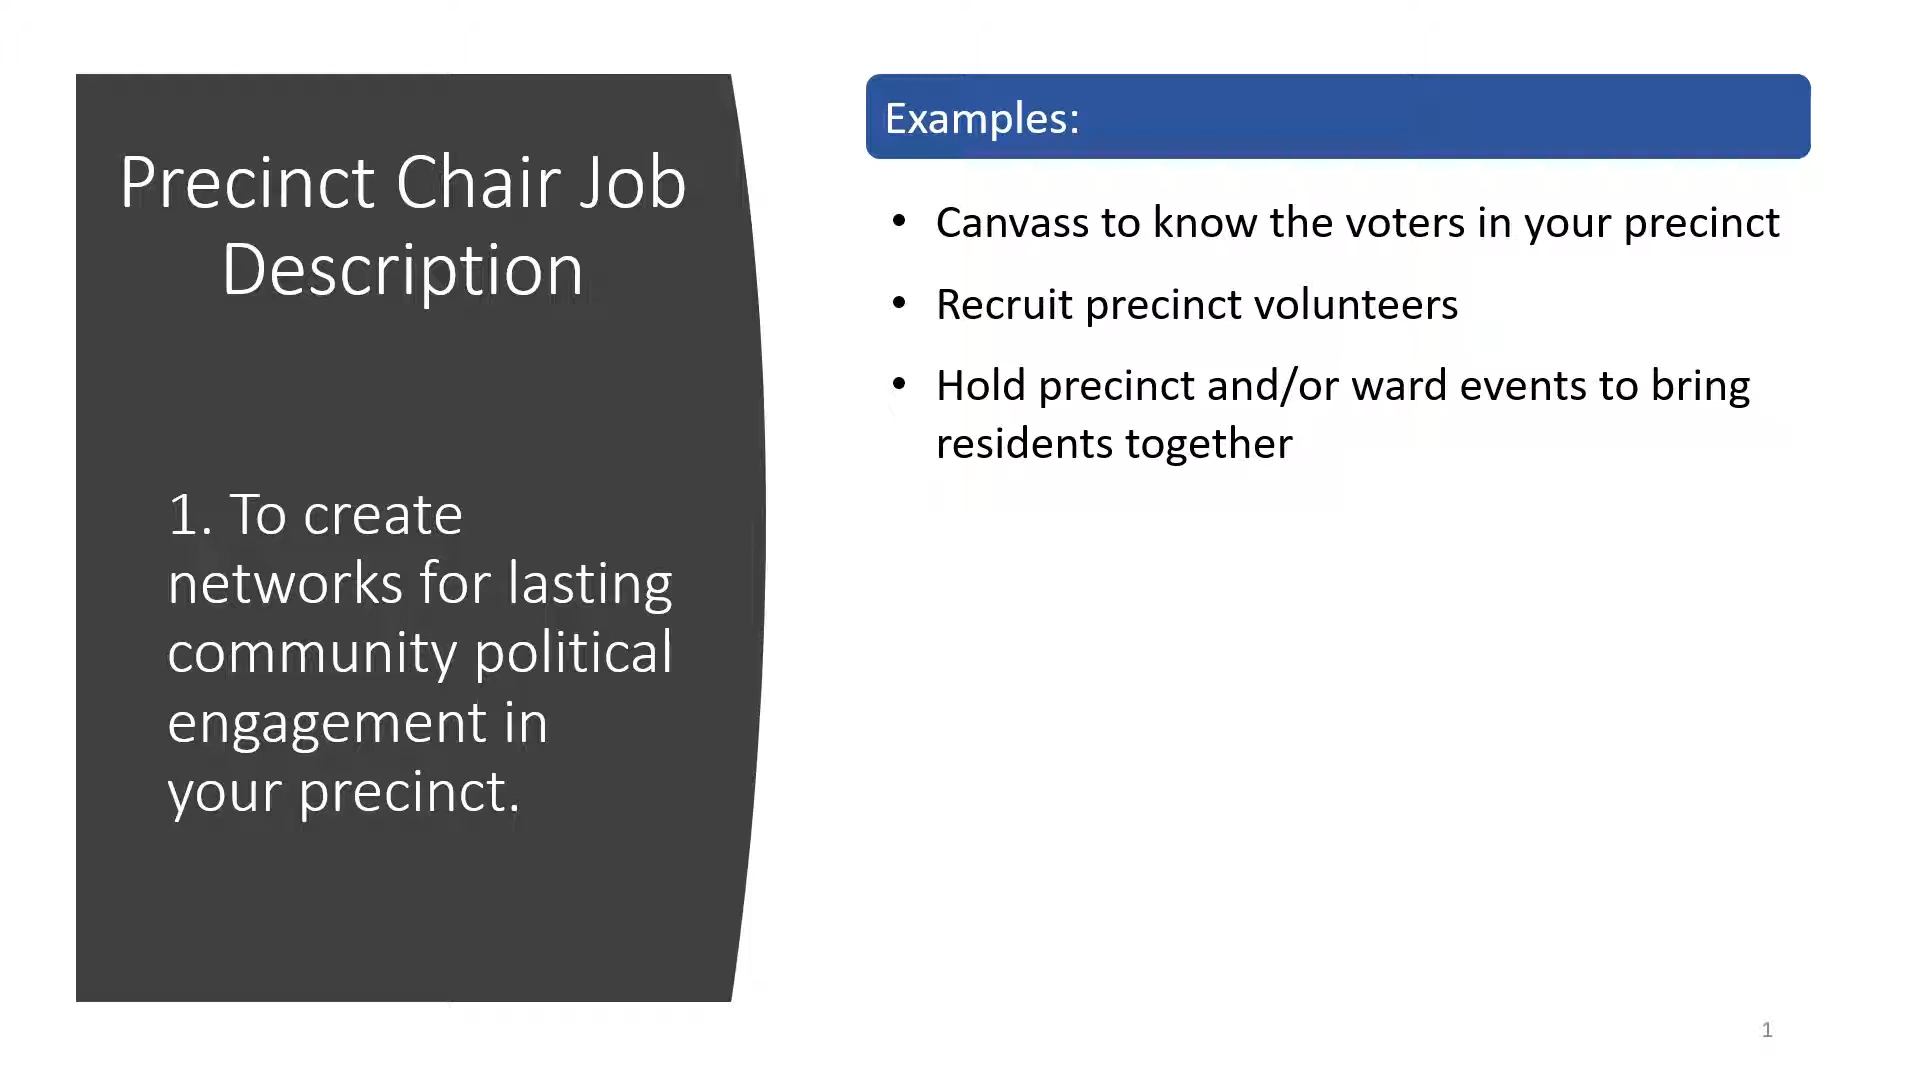 Precinct Chair Job
Description
1. To create
networks for lasting
community political
engagement in
your precinct.
Examples:
• Canvass to know the voters in your precinct
• Recruit precinct volunteers
• Hold precinct and/or ward events to bring
residents together
1